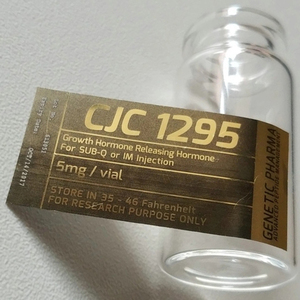 CJC 1295
Growth Hormone Releasing Hormone
For SUB-Q or IM Injection
5mg / vial
STORE IN 35 - 46 Fahrenheit
FOR RESEARCH PURPOSE ONLY
GENETIC PHARMA